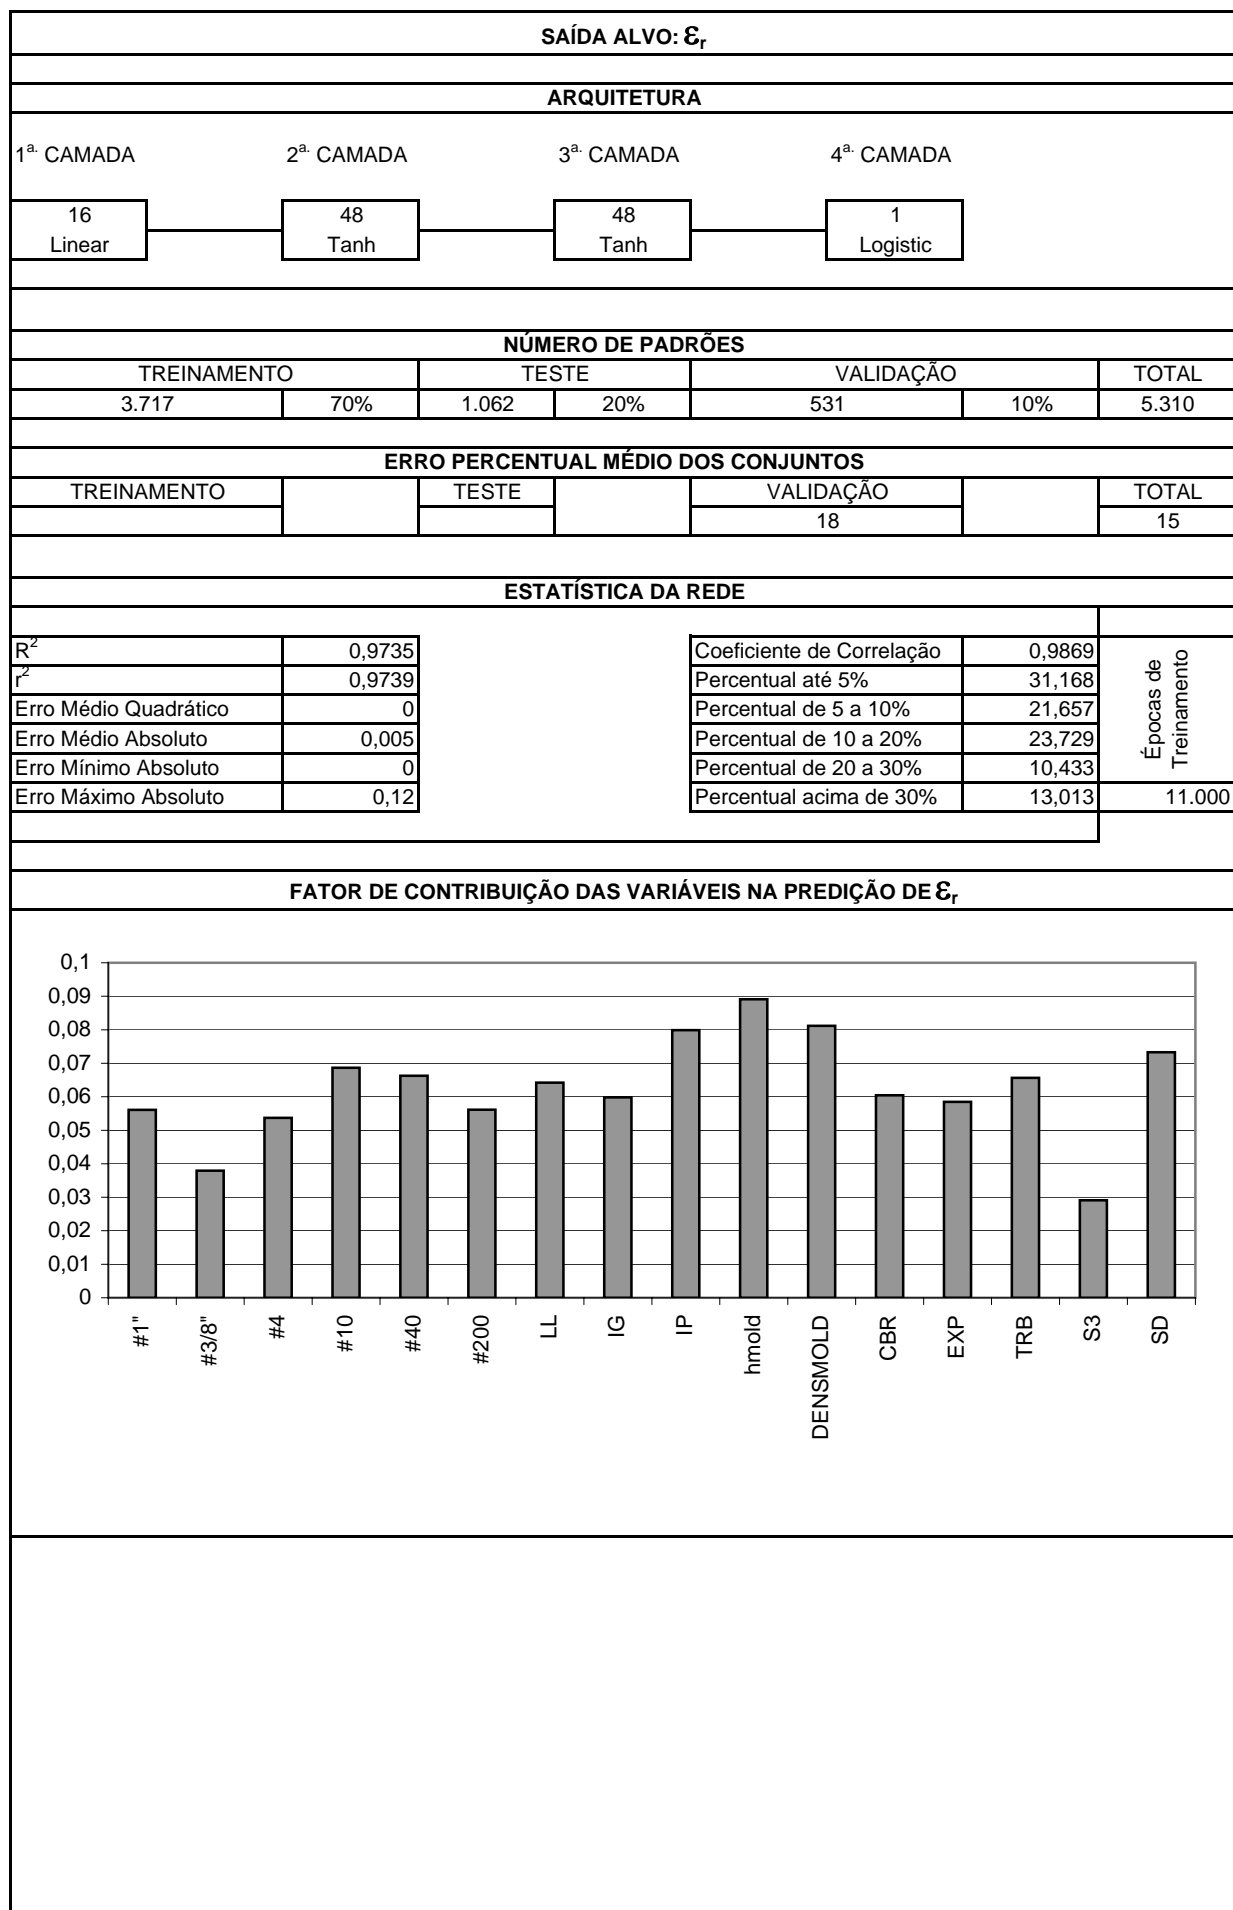 SAÍDA ALVO: εr
ARQUITETURA
1ª. CAMADA 2ª. CAMADA 3ª. CAMADA 4ª. CAMADA
16 48 48 1
Linear Tanh Tanh Logistic
NÚMERO DE PADRÕES
TREINAMENTO TESTE VALIDAÇÃO TOTAL
3.717 70% 1.062 20% 531 10% 5.310
ERRO PERCENTUAL MÉDIO DOS CONJUNTOS
TREINAMENTO TESTE VALIDAÇÃO TOTAL
18 15
ESTATÍSTICA DA REDE
R² 0,9735 Coeficiente de Correlação 0,9869
r² 0,9739 Percentual até 5% 31,168
Erro Médio Quadrático 0 Percentual de 5 a 10% 21,657
Erro Médio Absoluto 0,005 Percentual de 10 a 20% 23,729
Erro Mínimo Absoluto 0 Percentual de 20 a 30% 10,433
Erro Máximo Absoluto 0,12 Percentual acima de 30% 13,013 11.000
Épocas de
Treinamento
FATOR DE CONTRIBUIÇÃO DAS VARIÁVEIS NA PREDIÇÃO DE εr
0,1
0,09
0,08
0,07
0,06
0,05
0,04
0,03
0,02
0,01
0
#1" #3/8" #4 #10 #40 #200 LL IG IP hmold DENSMOLD CBR EXP TRB S3 SD